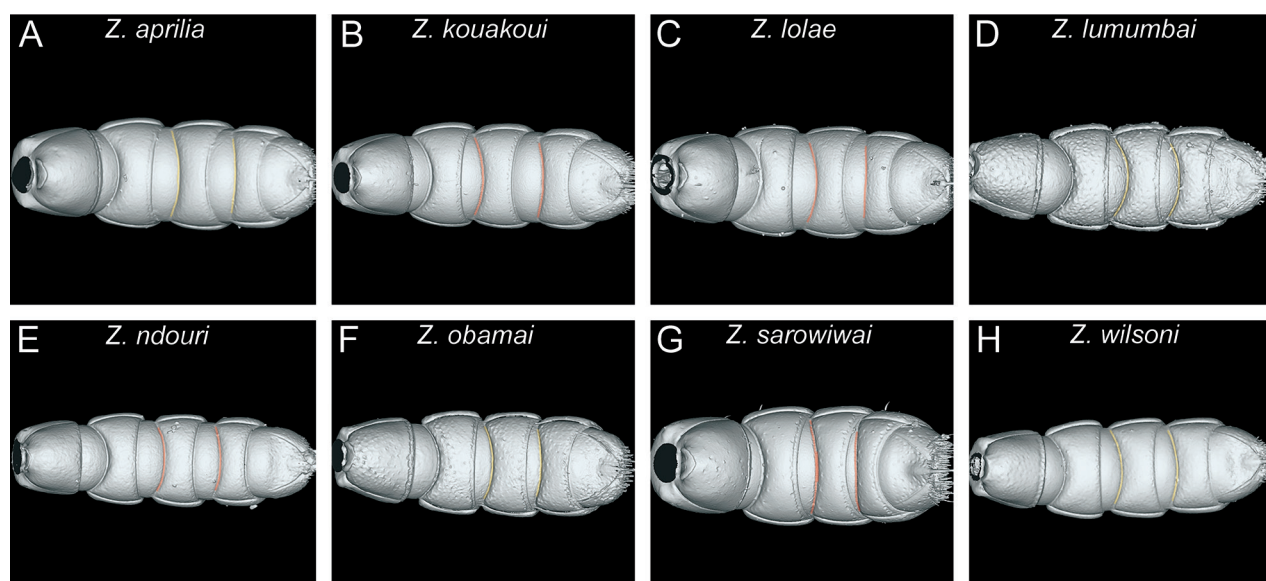 A Z. aprilia
B Z. kouakoui
C Z. lolae
D Z. lumumbai
E Z. ndouri
F Z. obamai
G Z. sarowiwai
H Z. wilsoni